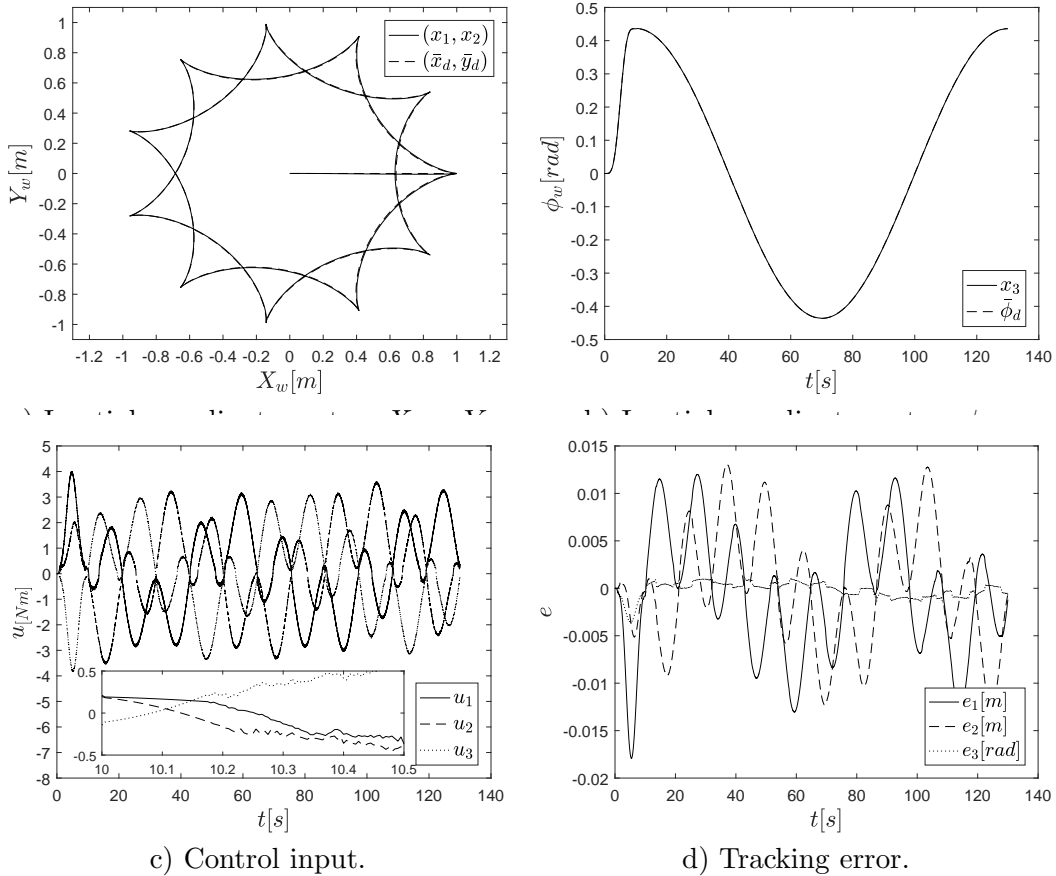 1
0.8
0.6
0.4
0.2
0
-0.2
-0.4
-0.6
-0.8
-1
Y_w[m]
-1.2 -1 -0.8 -0.6 -0.4 -0.2 0 0.2 0.4 0.6 0.8 1 1.2
X_w[m]
(x_1, x_2)
(x̄_d, ȳ_d)
0.5
0.4
0.3
0.2
0.1
0
-0.1
-0.2
-0.3
-0.4
-0.5
ϕ_w[rad]
0 20 40 60 80 100 120 140
t[s]
x_3
ϕ̄_d
5
4
3
2
1
0
-1
-2
-3
-4
-5
-6
-7
-8
u[Nm]
0 20 40 60 80 100 120 140
t[s]
0.5
0
-0.5
10 10.1 10.2 10.3 10.4 10.5
u_1
u_2
u_3
c) Control input.
0.015
0.01
0.005
0
-0.005
-0.01
-0.015
-0.02
e
0 20 40 60 80 100 120 140
t[s]
e_1[m]
e_2[m]
e_3[rad]
d) Tracking error.